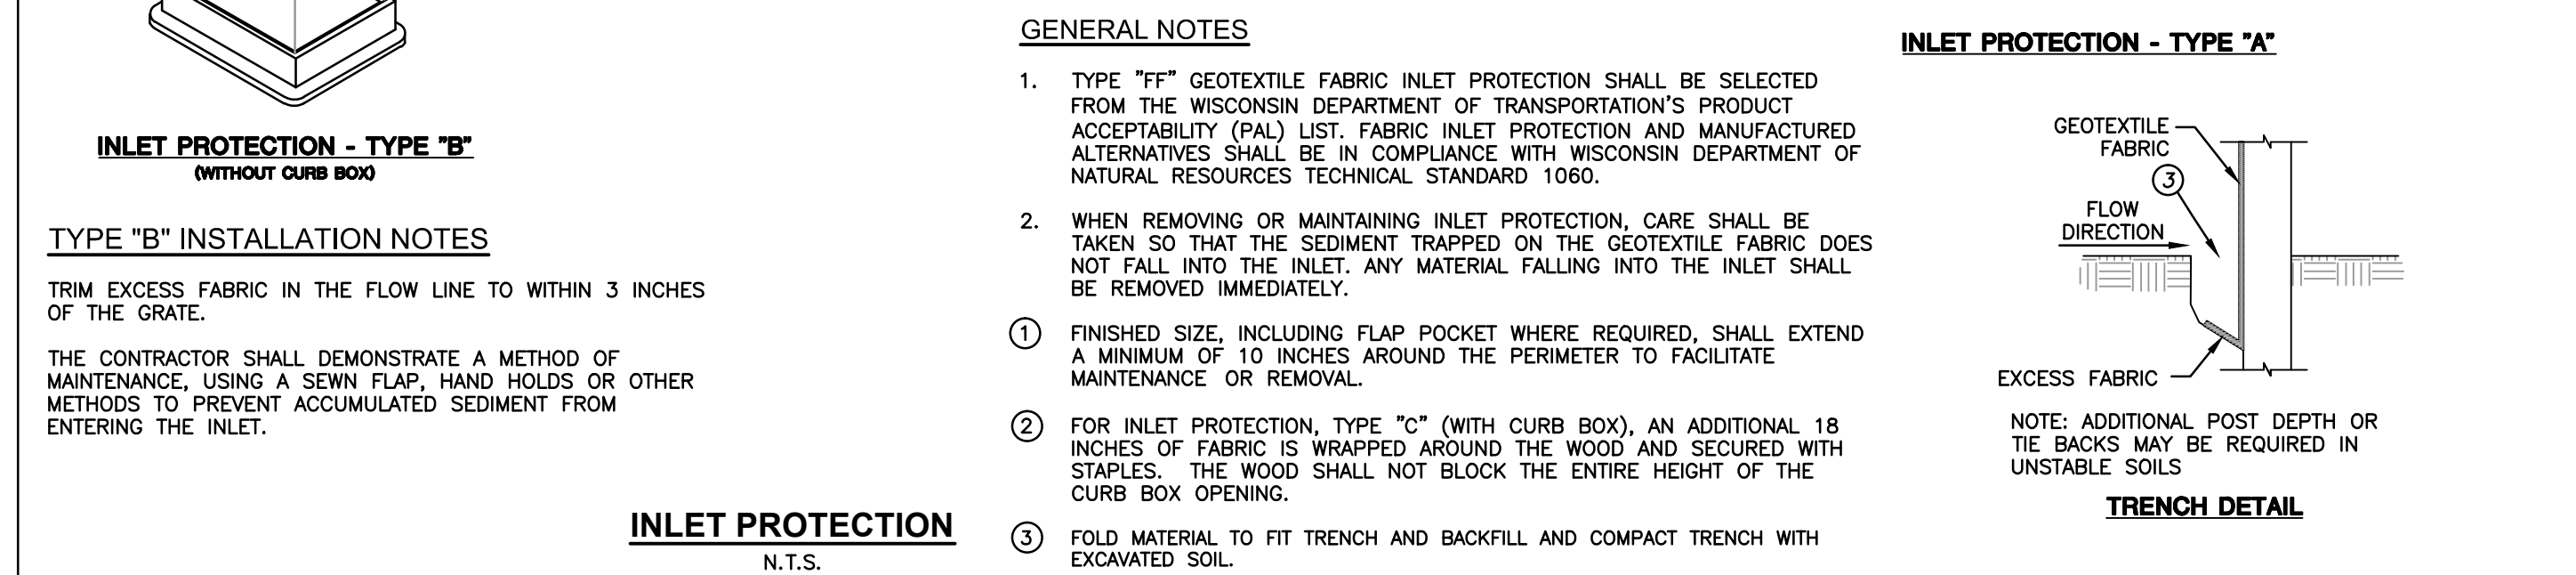 INLET PROTECTION - TYPE "B"
(WITHOUT CURB BOX)
TYPE "B" INSTALLATION NOTES
TRIM EXCESS FABRIC IN THE FLOW LINE TO WITHIN 3 INCHES
OF THE GRATE.
THE CONTRACTOR SHALL DEMONSTRATE A METHOD OF
MAINTENANCE, USING A SEWN FLAP, HAND HOLDS OR OTHER
METHODS TO PREVENT ACCUMULATED SEDIMENT FROM
ENTERING THE INLET.
INLET PROTECTION
N.T.S.
GENERAL NOTES
1. TYPE "FF" GEOTEXTILE FABRIC INLET PROTECTION SHALL BE SELECTED
FROM THE WISCONSIN DEPARTMENT OF TRANSPORTATION'S PRODUCT
ACCEPTABILITY (PAL) LIST. FABRIC INLET PROTECTION AND MANUFACTURED
ALTERNATIVES SHALL BE IN COMPLIANCE WITH WISCONSIN DEPARTMENT OF
NATURAL RESOURCES TECHNICAL STANDARD 1060.
2. WHEN REMOVING OR MAINTAINING INLET PROTECTION, CARE SHALL BE
TAKEN SO THAT THE SEDIMENT TRAPPED ON THE GEOTEXTILE FABRIC DOES
NOT FALL INTO THE INLET. ANY MATERIAL FALLING INTO THE INLET SHALL
BE REMOVED IMMEDIATELY.
1 FINISHED SIZE, INCLUDING FLAP POCKET WHERE REQUIRED, SHALL EXTEND
A MINIMUM OF 10 INCHES AROUND THE PERIMETER TO FACILITATE
MAINTENANCE OR REMOVAL.
2 FOR INLET PROTECTION, TYPE "C" (WITH CURB BOX), AN ADDITIONAL 18
INCHES OF FABRIC IS WRAPPED AROUND THE WOOD AND SECURED WITH
STAPLES. THE WOOD SHALL NOT BLOCK THE ENTIRE HEIGHT OF THE
CURB BOX OPENING.
3 FOLD MATERIAL TO FIT TRENCH AND BACKFILL AND COMPACT TRENCH WITH
EXCAVATED SOIL.
INLET PROTECTION - TYPE "A"
GEOTEXTILE
FABRIC
3
FLOW
DIRECTION
EXCESS FABRIC
NOTE: ADDITIONAL POST DEPTH OR
TIE BACKS MAY BE REQUIRED IN
UNSTABLE SOILS
TRENCH DETAIL